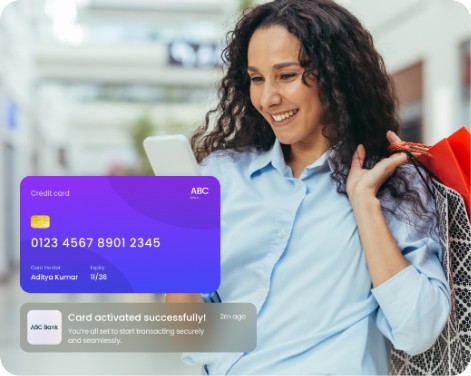 Credit card
ABC
0123 4567 8901 2345
Card Holder
Expiry
Aditya Kumar
11/36
ABC Bank
Card activated successfully!
2m ago
You're all set to start transacting securely
and seamlessly.